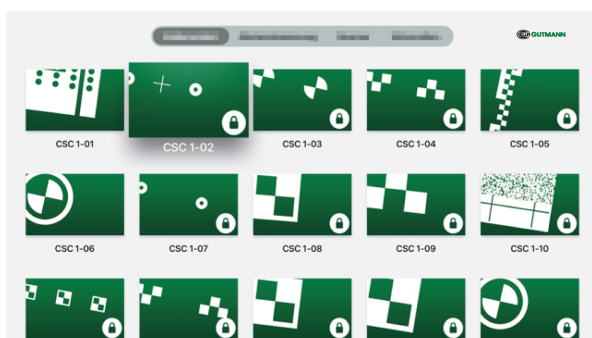 GUTMANN
CSC 1-01
CSC 1-02
CSC 1-03
CSC 1-04
CSC 1-05
CSC 1-06
CSC 1-07
CSC 1-08
CSC 1-09
CSC 1-10